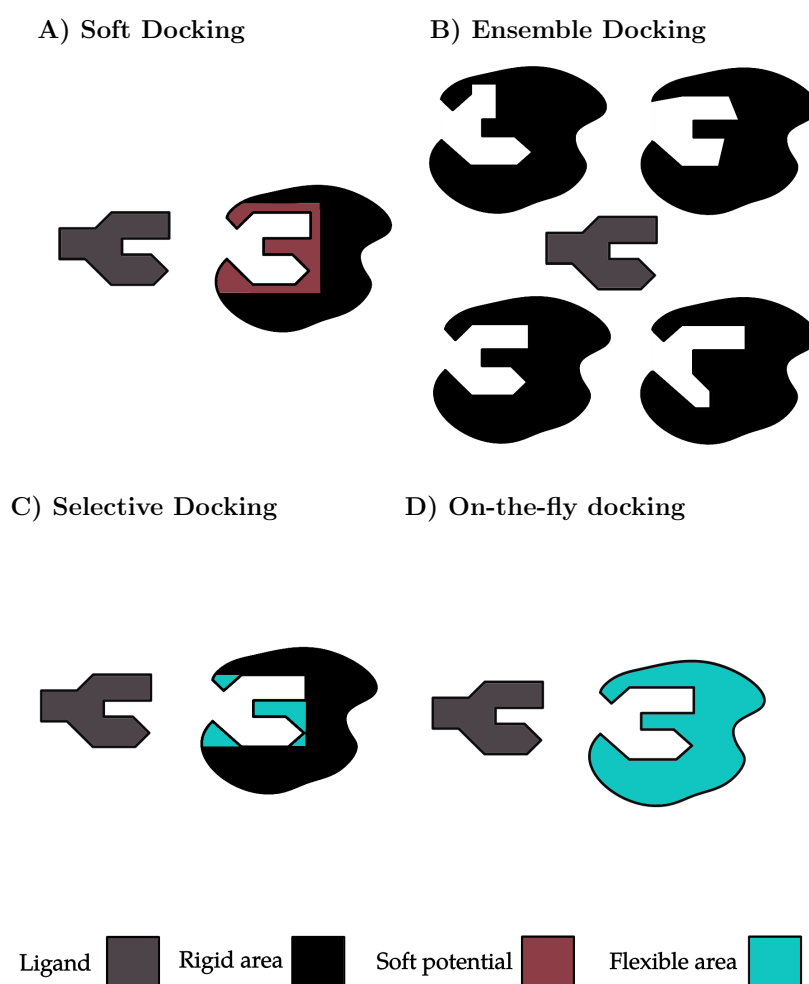 A) Soft Docking
B) Ensemble Docking
C) Selective Docking
D) On-the-fly docking
Ligand
Rigid area
Soft potential
Flexible area